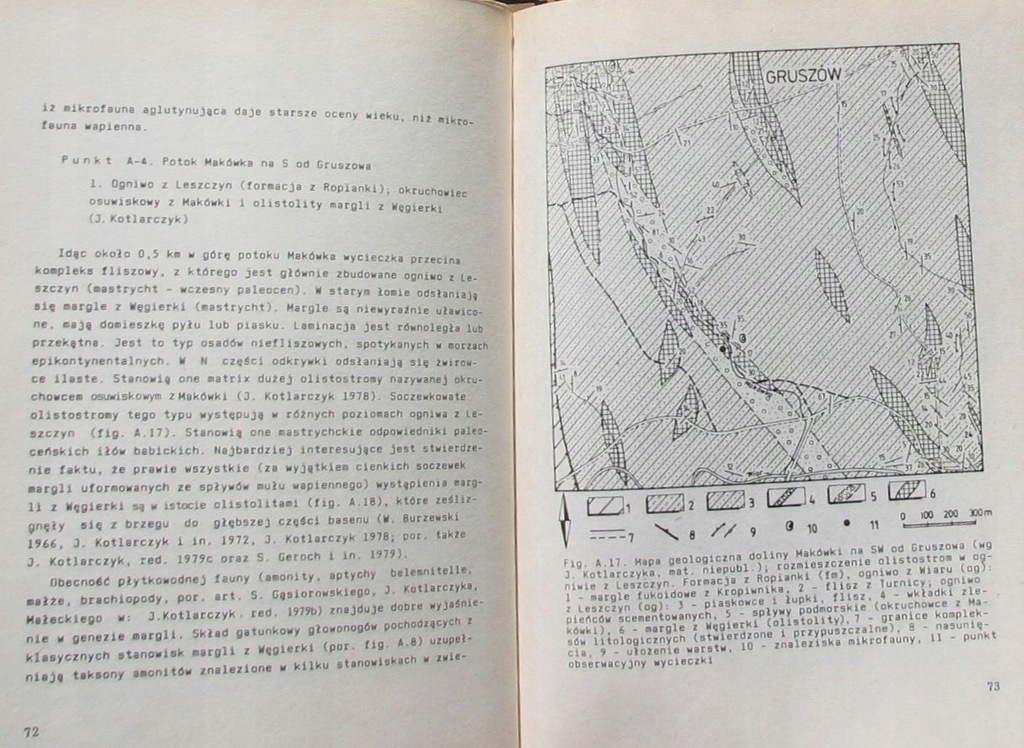 iż mikrofauna aglutynująca daje starsze oceny wieku, niż mikro-
fauna wapienna.
Punkt A-4. Potok Makówka na S od Gruszowa
1. Ogniwo z Leszczyn (formacja z Ropianki); okruchowiec
osuwiskowy z Makówki i olistolity margli z Węgierki
(J. Kotlarczyk)
Idąc około 0,5 km w górę potoku Makówka wycieczka przecina
kompleks fliszowy, z którego jest głównie zbudowane ogniwo z Le-
szczyn (mastrycht - wczesny paleocen). W starym łomie odsłaniają
się margle z Węgierki (mastrycht). Margle są niewyraźnie uławico-
ne, mają domieszkę pyłu lub piasku. Laminacja jest równoległa lub
przekątna. Jest to typ osadów niefliszowych, spotykanych w morzach
epikontynentalnych. W N części odkrywki odsłaniają się żwirow-
ce ilaste. Stanowią one matrix dużej olistostromy nazywanej okru-
chowcem osuwiskowym z Makówki (J. Kotlarczyk 1978). Soczewkowate
olistostromy tego typu występują w różnych poziomach ogniwa z Le-
szczyn (fig. A.17). Stanowią one mastrychckie odpowiedniki paleo-
ceńskich iłów babickich. Najbardziej interesujące jest stwierdze-
nie faktu, że prawie wszystkie (za wyjątkiem cienkich soczewek
margli uformowanych ze spływów mułu wapiennego) wystąpienia marg-
li z Węgierki są w istocie olistolitami (fig. A.18), które ześliz-
gnęły się z brzegu do głębszej części basenu (W. Burzewski
1966, J. Kotlarczyk i in. 1972, J. Kotlarczyk 1978; por. także
J. Kotlarczyk, red. 1979c oraz S. Geroch i in. 1979).
Obecność płytkowodnej fauny (amonity, aptychy belemnitelle,
małże, brachiopody, por. art. S. Gąsiorowskiego, J. Kotlarczyka,
Małeckiego w: J.Kotlarczyk, red. 1979b) znajduje dobre wyjaśnie-
nie w genezie margli. Skład gatunkowy głowonogów pochodzących z
klasycznych stanowisk margli z Węgierki (por. fig. A.8) uzupeł-
niają taksony amonitów znalezione w kilku stanowiskach w zwie-
72
GRUSZÓW
1 2 3 4 5 6
7 8 9 10 11 0 100 200 300m
Fig. A.17. Mapa geologiczna doliny Makówki na SW od Gruszowa (wg
J. Kotlarczyka, mat. niepubl.); rozmieszczenie olistostrom w og-
niwie z Leszczyn. Formacja z Ropianki (fm), ogniwo z Wiaru (og):
1 - margle fukoidowe z Kropiwnika, 2 - flisz z Turnicy; ogniwo
z Leszczyn (og): 3 - piaskowce i łupki, flisz, 4 - wkładki zle-
pieńców scementowanych, 5 - spływy podmorskie (okruchowce z Ma-
kówki), 6 - margle z Węgierki (olistolity), 7 - granice komplek-
sów litologicznych (stwierdzone i przypuszczalne), 8 - nasunię-
cia, 9 - ułożenie warstw, 10 - znaleziska mikrofauny, 11 - punkt
obserwacyjny wycieczki
73